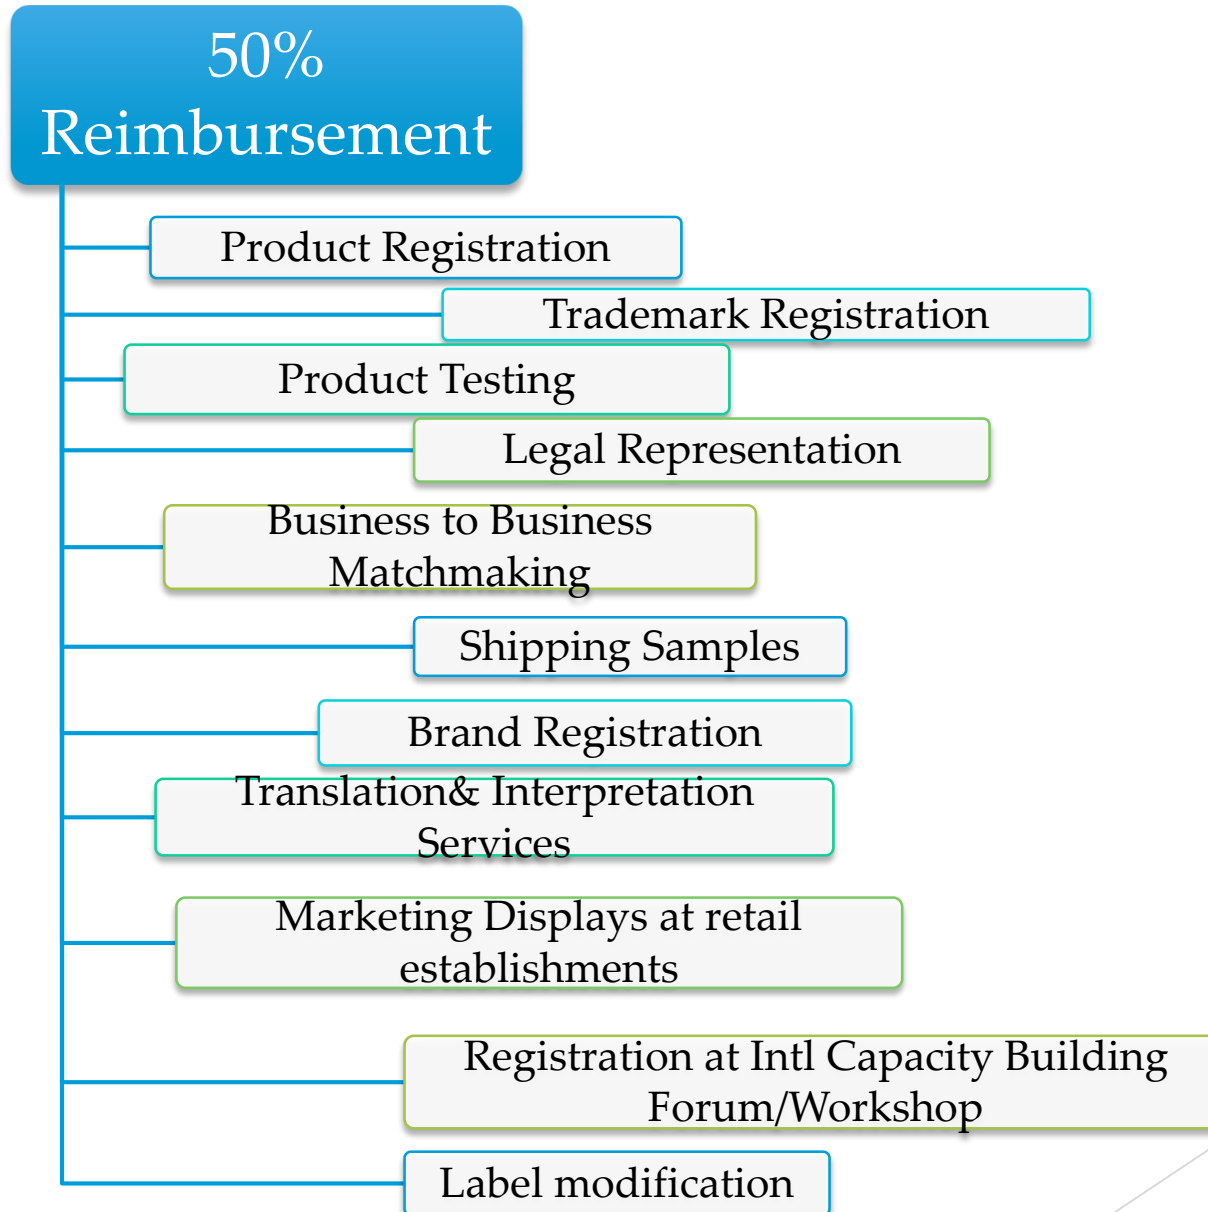 50%
Reimbursement
Product Registration
Trademark Registration
Product Testing
Legal Representation
Business to Business
Matchmaking
Shipping Samples
Brand Registration
Translation& Interpretation
Services
Marketing Displays at retail
establishments
Registration at Intl Capacity Building
Forum/Workshop
Label modification